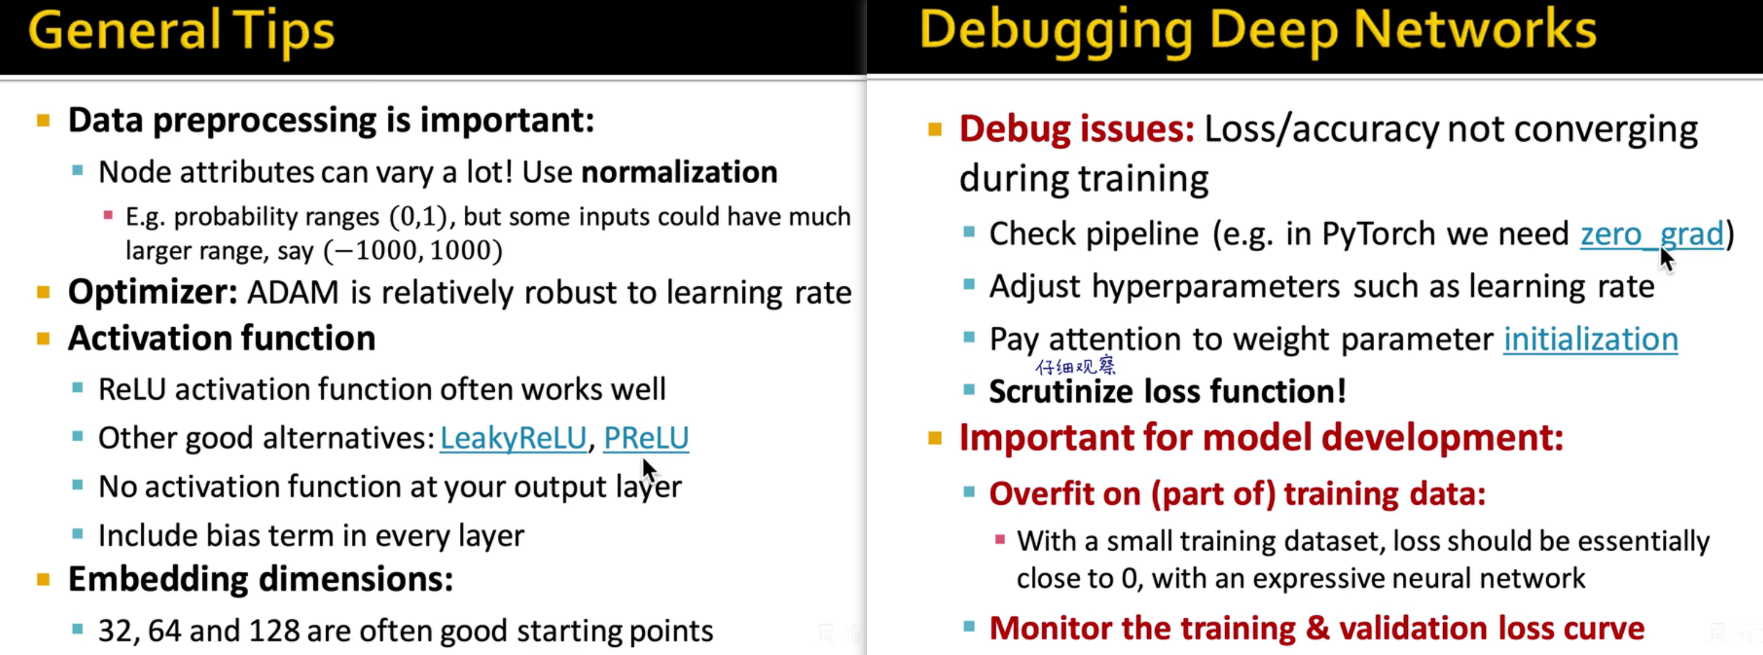 General Tips
Data preprocessing is important:
Node attributes can vary a lot! Use normalization
E.g. probability ranges (0,1), but some inputs could have much
larger range, say (−1000, 1000)
Optimizer: ADAM is relatively robust to learning rate
Activation function
ReLU activation function often works well
Other good alternatives: LeakyReLU, PReLU
No activation function at your output layer
Include bias term in every layer
Embedding dimensions:
32, 64 and 128 are often good starting points
Debugging Deep Networks
Debug issues: Loss/accuracy not converging
during training
Check pipeline (e.g. in PyTorch we need zero_grad)
Adjust hyperparameters such as learning rate
Pay attention to weight parameter initialization
仔细观察
Scrutinize loss function!
Important for model development:
Overfit on (part of) training data:
With a small training dataset, loss should be essentially
close to 0, with an expressive neural network
Monitor the training & validation loss curve